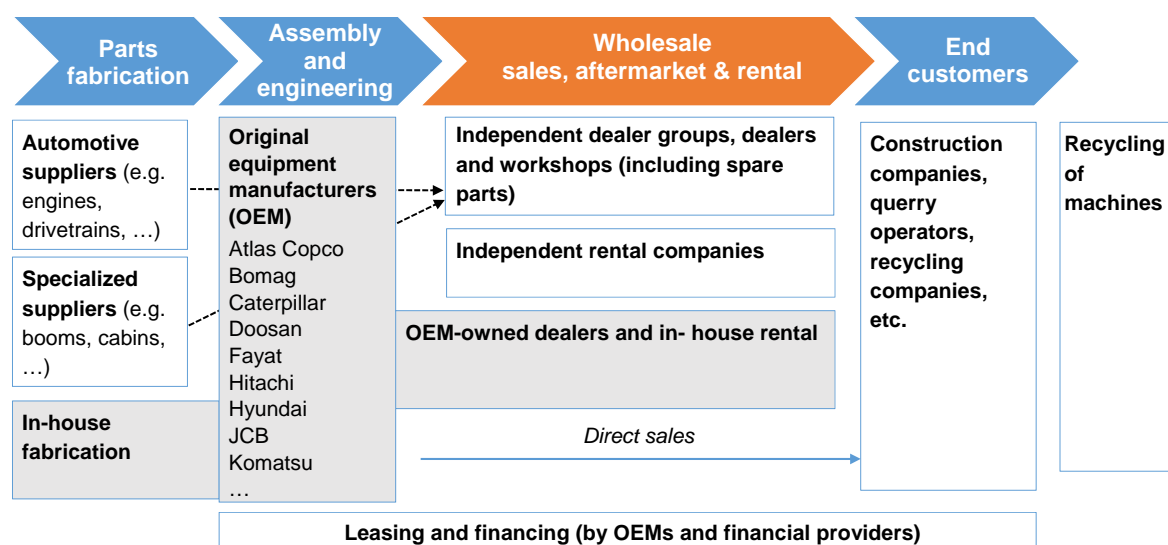 Parts
fabrication
Assembly
and
engineering
Wholesale
sales, aftermarket & rental
End
customers
Automotive
suppliers (e.g.
engines,
drivetrains, …)
Specialized
suppliers (e.g.
booms, cabins,
…)
In-house
fabrication
Original
equipment
manufacturers
(OEM)
Atlas Copco
Bomag
Caterpillar
Doosan
Fayat
Hitachi
Hyundai
JCB
Komatsu
…
Independent dealer groups, dealers
and workshops (including spare
parts)
Independent rental companies
OEM-owned dealers and in- house rental
Direct sales
Construction
companies,
querry
operators,
recycling
companies,
etc.
Recycling
of
machines
Leasing and financing (by OEMs and financial providers)